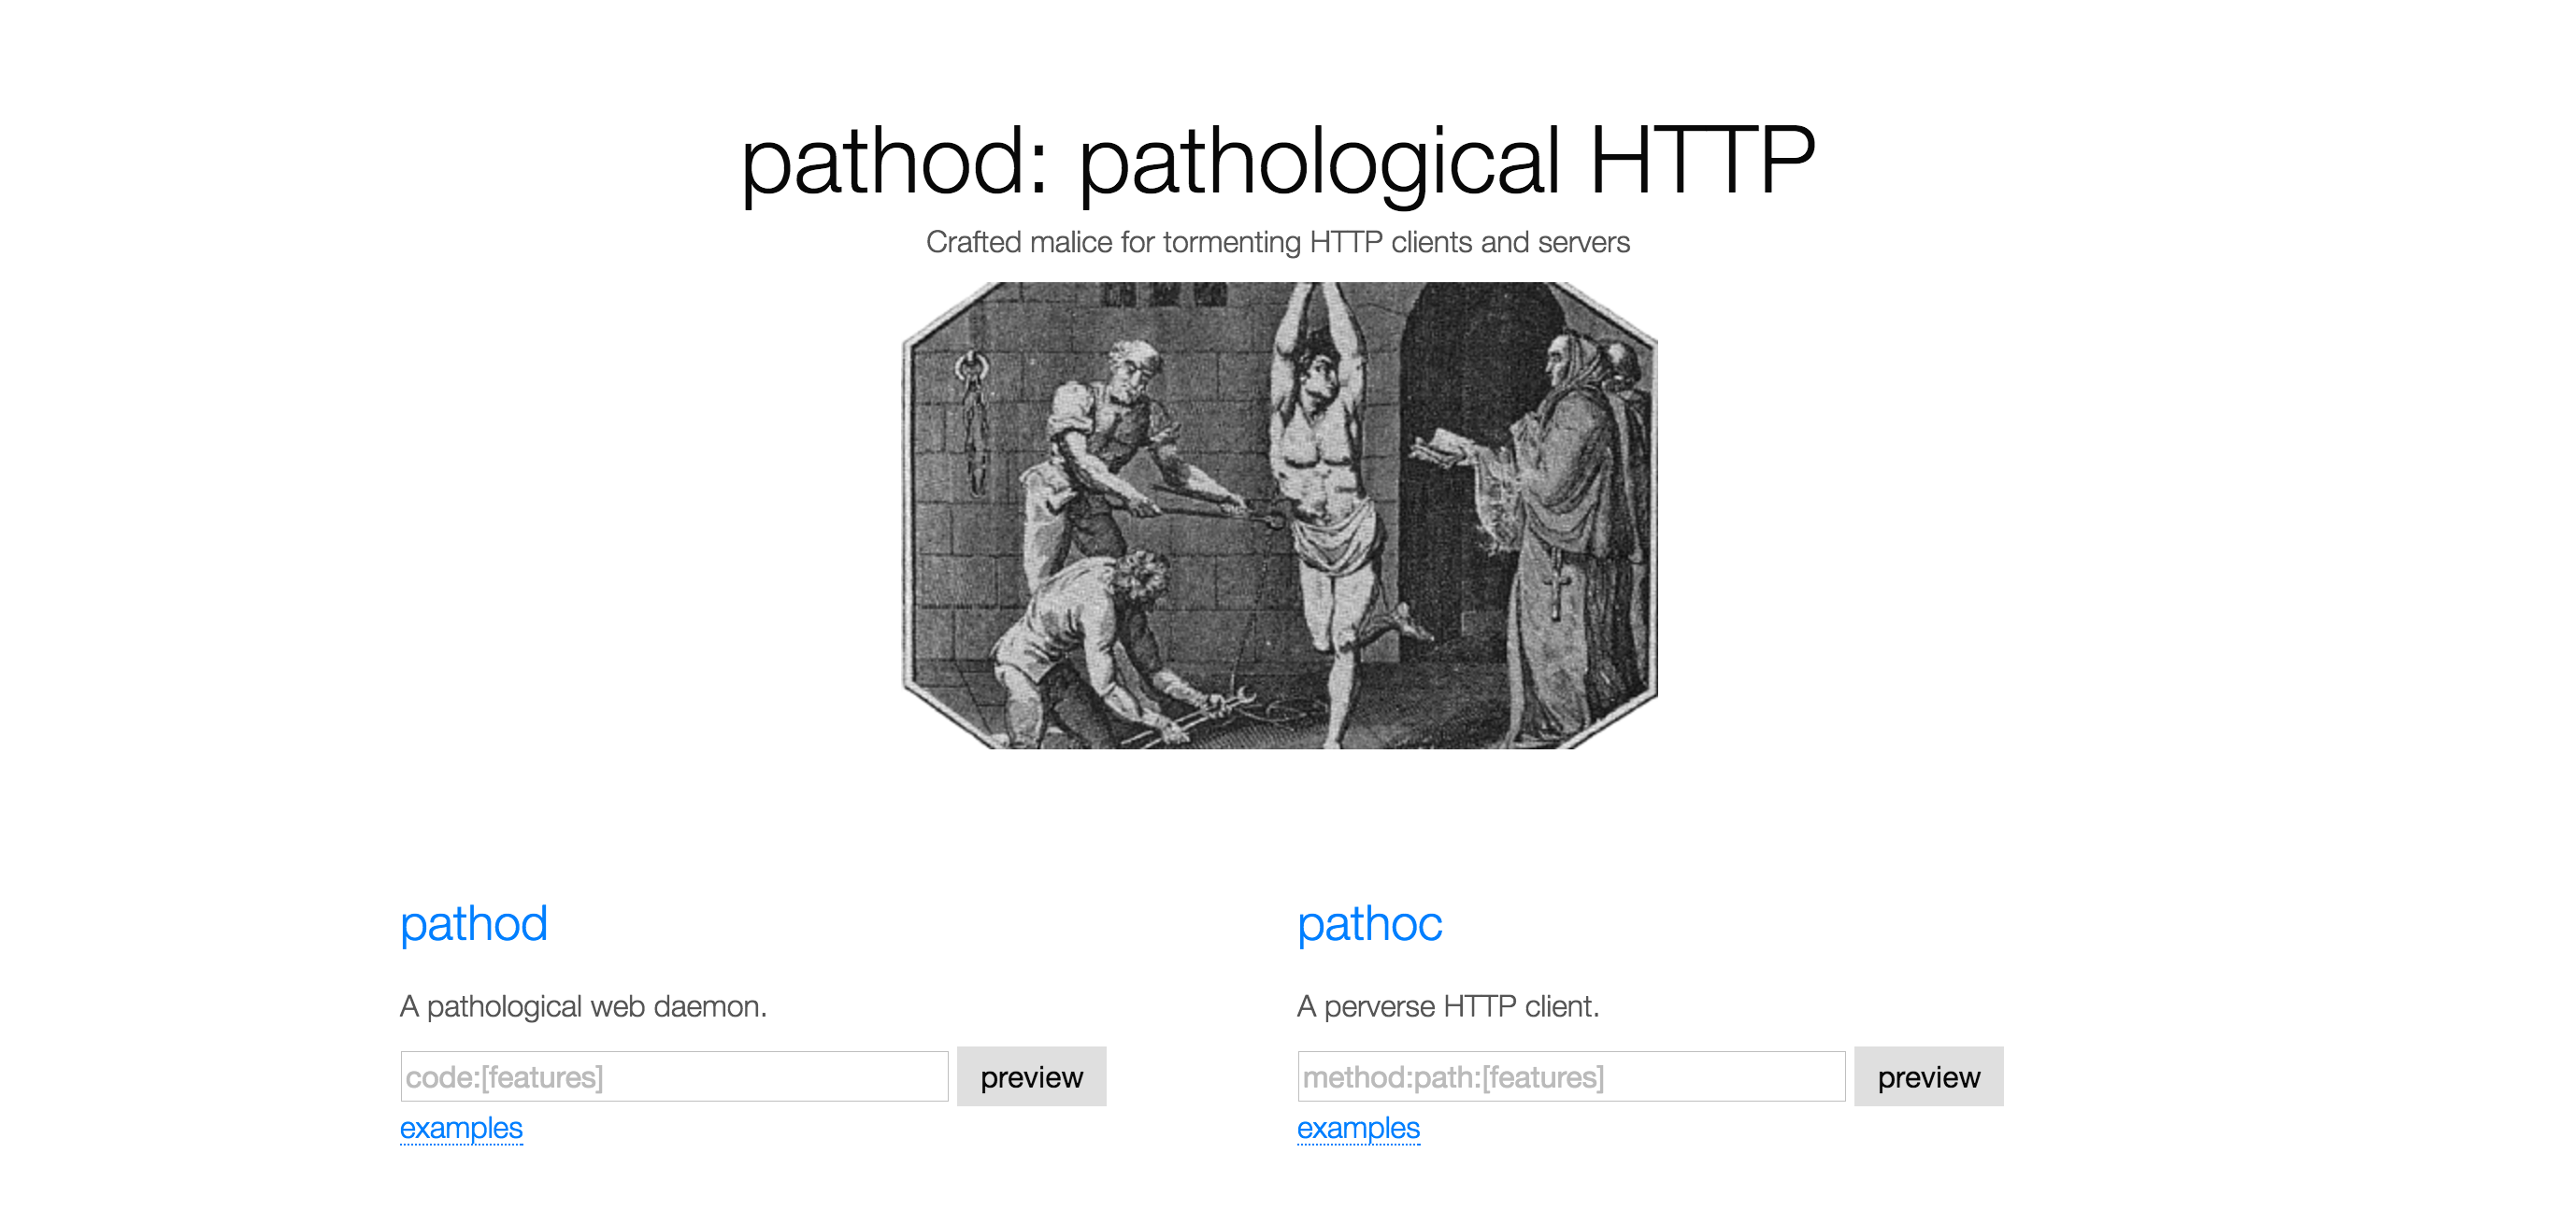 pathod: pathological HTTP
Crafted malice for tormenting HTTP clients and servers
pathod
A pathological web daemon.
code:[features]
preview
examples
pathoc
A perverse HTTP client.
method:path:[features]
preview
examples